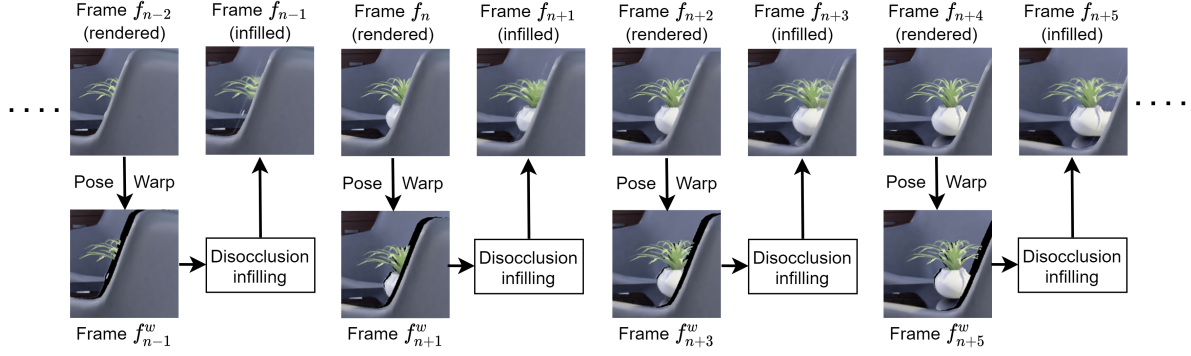 Frame f_{n-2} (rendered)
Frame f_{n-1} (infilled)
Frame f_n (rendered)
Frame f_{n+1} (infilled)
Frame f_{n+2} (rendered)
Frame f_{n+3} (infilled)
Frame f_{n+4} (rendered)
Frame f_{n+5} (infilled)
. . . .
. . . .
Pose Warp
Pose Warp
Pose Warp
Pose Warp
Disocclusion
infilling
Disocclusion
infilling
Disocclusion
infilling
Disocclusion
infilling
Frame f^w_{n-1}
Frame f^w_{n+1}
Frame f^w_{n+3}
Frame f^w_{n+5}